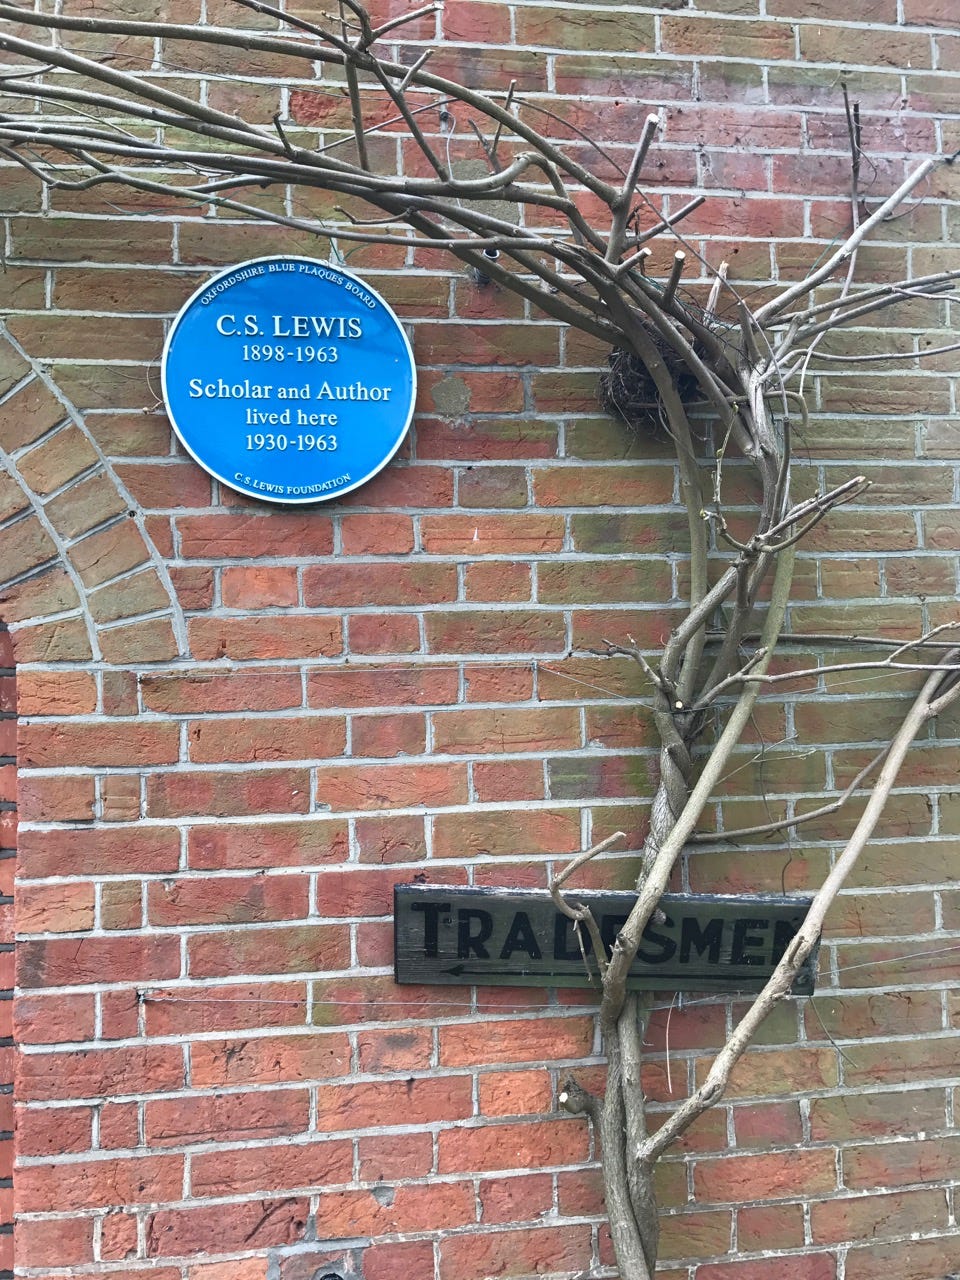 OXFORDSHIRE BLUE PLAQUES BOARD
C.S. LEWIS
1898-1963
Scholar and Author
lived here
1930-1963
C.S. LEWIS FOUNDATION
TRADESMEN